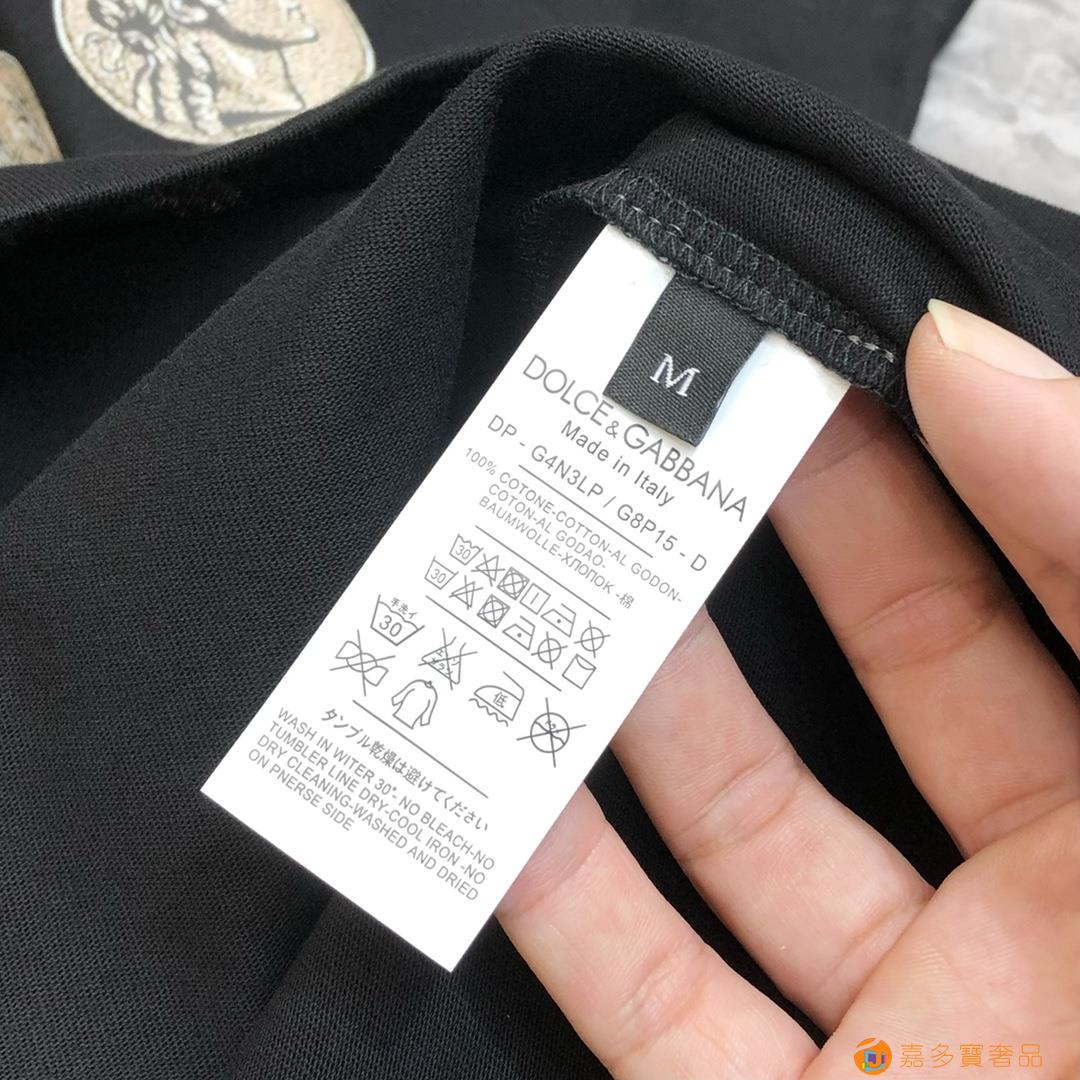 M
DOLCE & GABBANA
Made in Italy
DP - G4N3LP / G8P15 - D
100% COTONE-COTTON-AL GODON-
COTON-AL GODAO-
BAUMWOLLE-ХЛОПОК-棉
30
30
手洗イ
30
低
タンブル乾燥は避けてください
WASH IN WITER 30°- NO BLEACH-NO
TUMBLER LINE DRY-COOL IRON -NO
DRY CLEANING-WASHED AND DRIED
ON PNERSE SIDE
嘉多寶奢品